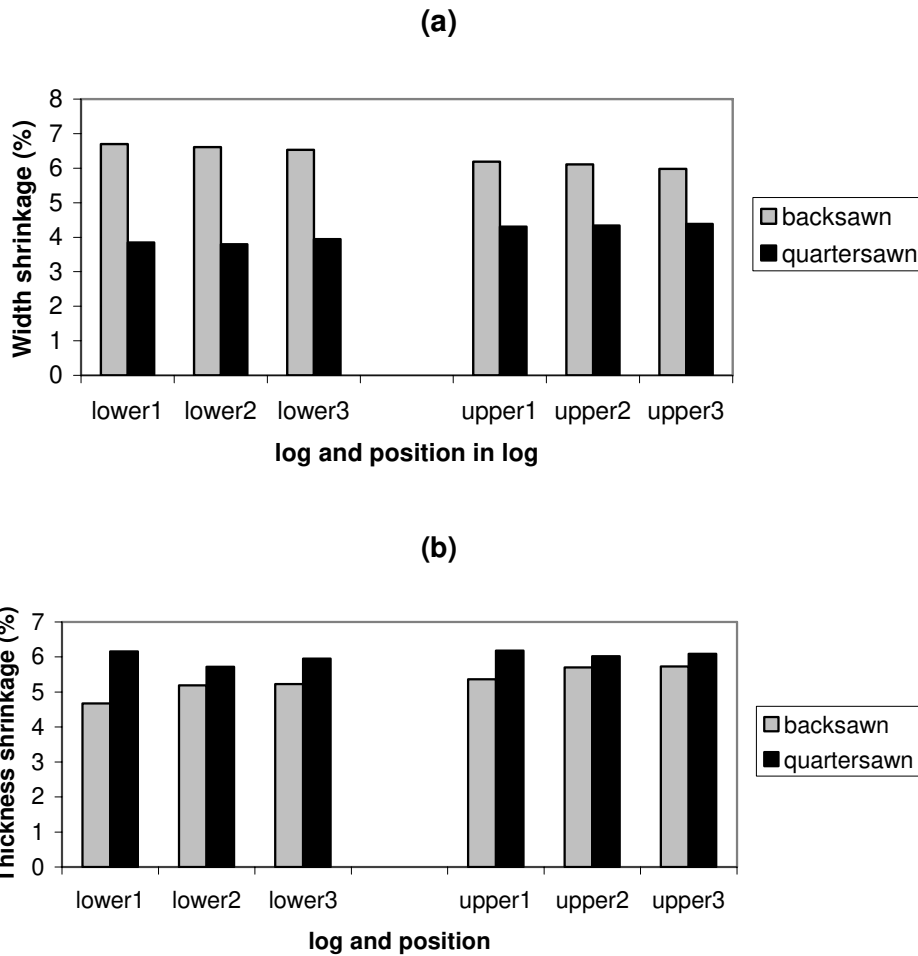 (a)
Width shrinkage (%)
8
7
6
5
4
3
2
1
0
lower1 lower2 lower3 upper1 upper2 upper3
log and position in log
backsawn
quartersawn
(b)
Thickness shrinkage (%)
7
6
5
4
3
2
1
0
lower1 lower2 lower3 upper1 upper2 upper3
log and position
backsawn
quartersawn